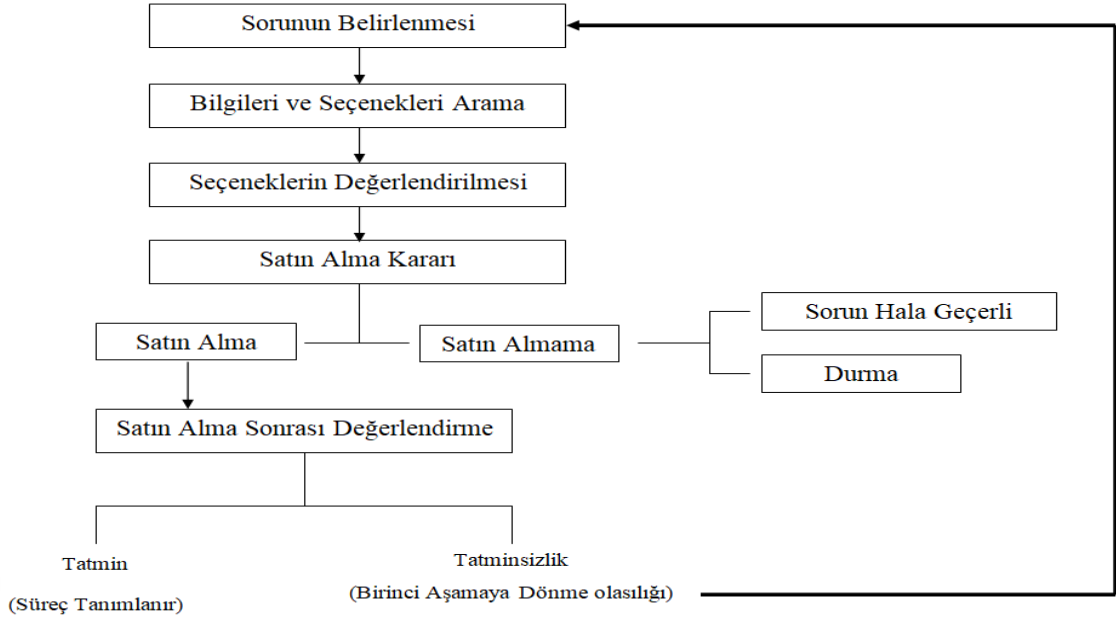 Sorunun Belirlenmesi
Bilgileri ve Seçenekleri Arama
Seçeneklerin Değerlendirilmesi
Satın Alma Kararı
Satın Alma
Satın Almama
Sorun Hala Geçerli
Durma
Satın Alma Sonrası Değerlendirme
Tatmin
(Süreç Tanımlanır)
Tatminsizlik
(Birinci Aşamaya Dönme olasılığı)